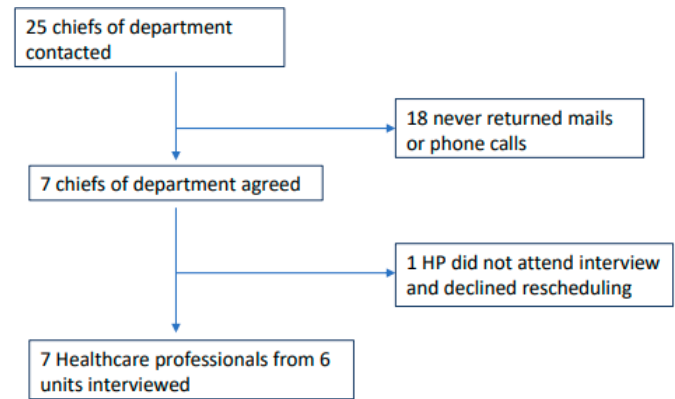 25 chiefs of department
contacted
18 never returned mails
or phone calls
7 chiefs of department agreed
1 HP did not attend interview
and declined rescheduling
7 Healthcare professionals from 6
units interviewed